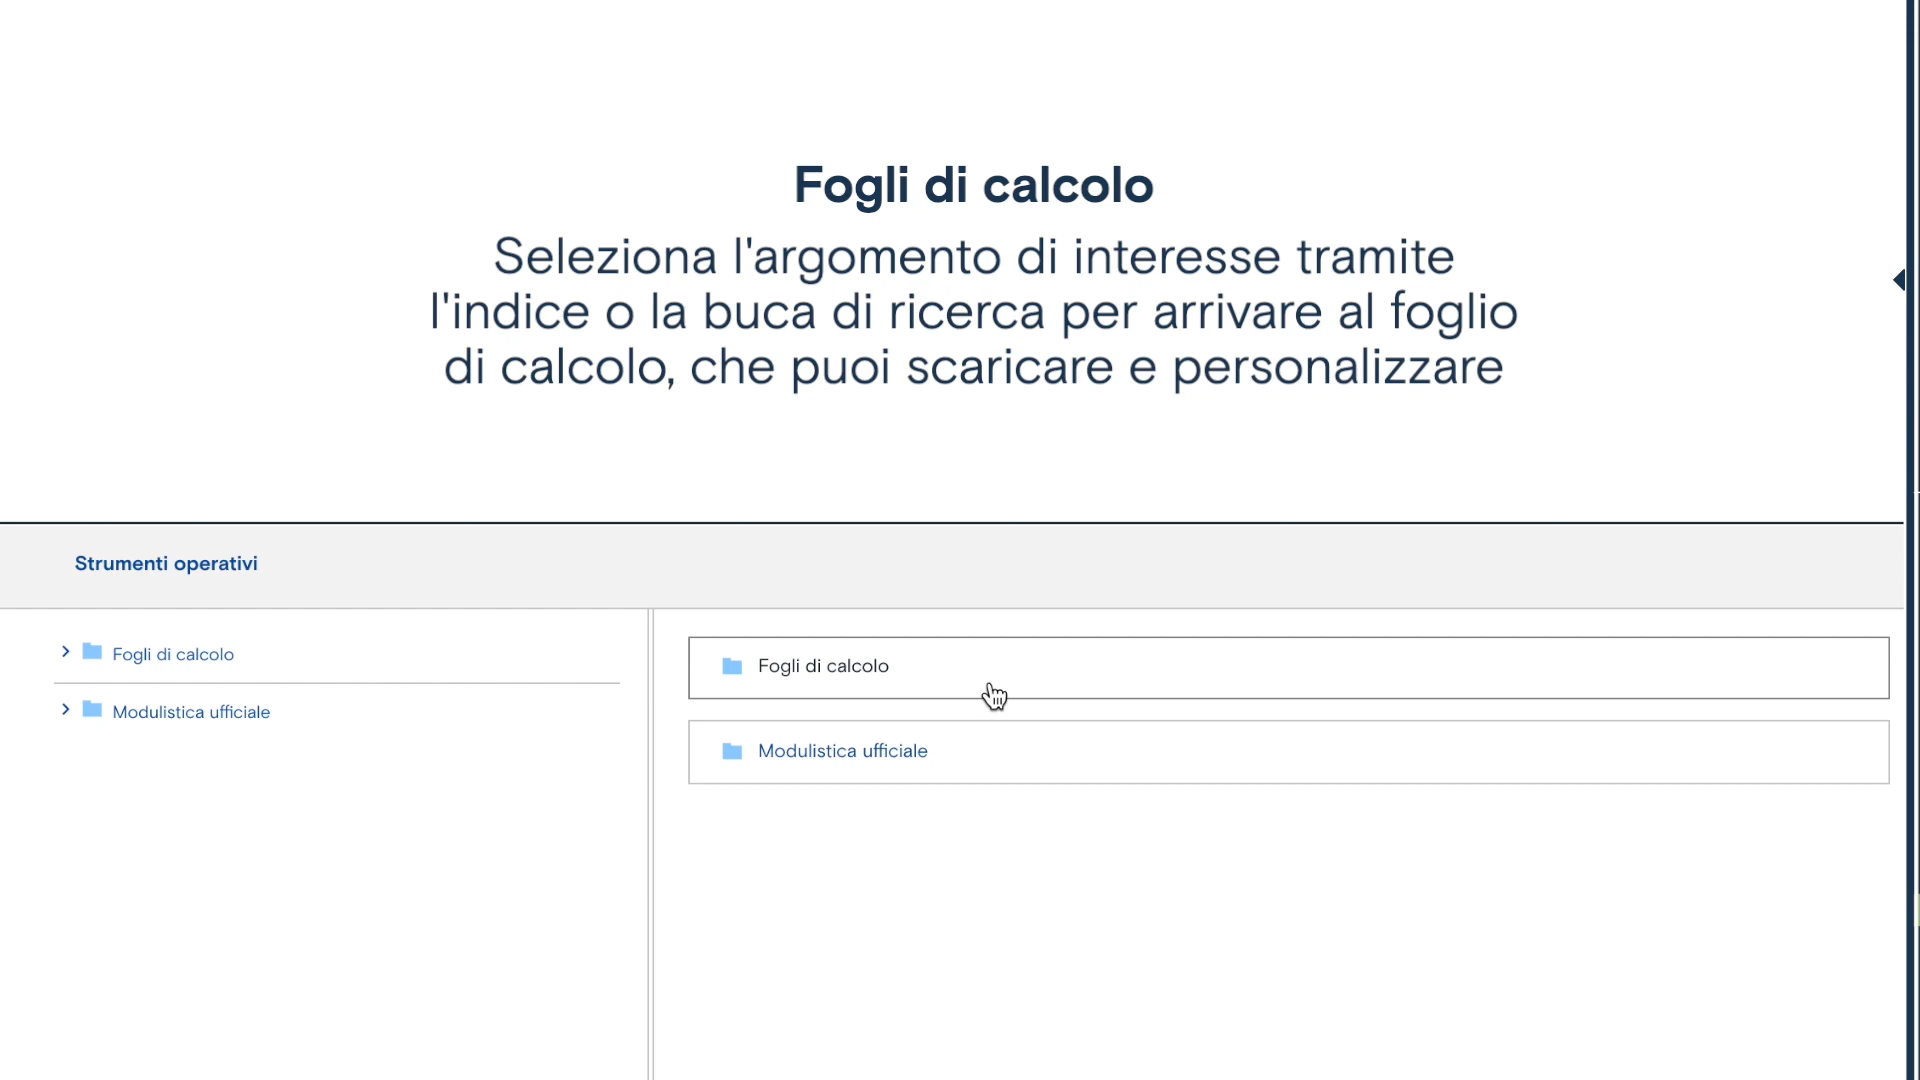 Fogli di calcolo
Seleziona l'argomento di interesse tramite
l'indice o la buca di ricerca per arrivare al foglio
di calcolo, che puoi scaricare e personalizzare
Strumenti operativi
Fogli di calcolo
Modulistica ufficiale
Fogli di calcolo
Modulistica ufficiale